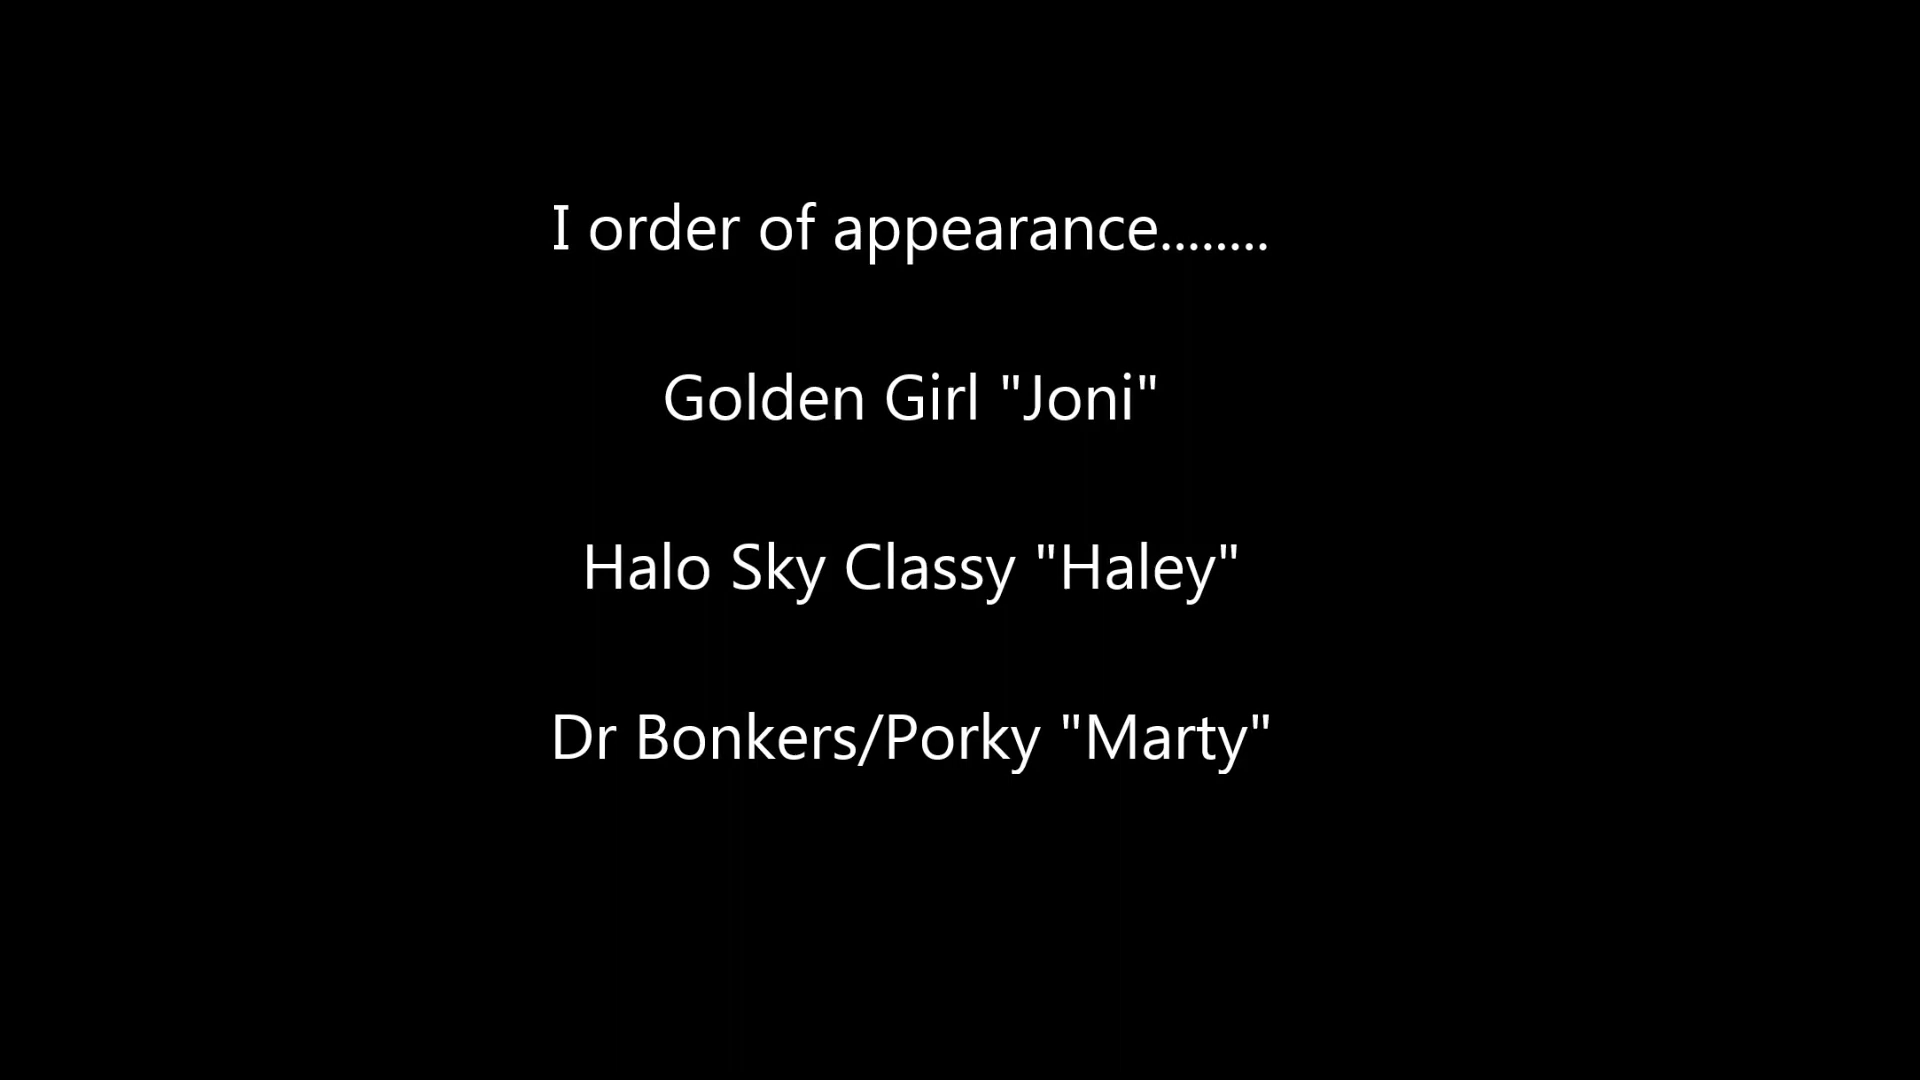 I order of appearance........
Golden Girl "Joni"
Halo Sky Classy "Haley"
Dr Bonkers/Porky "Marty"